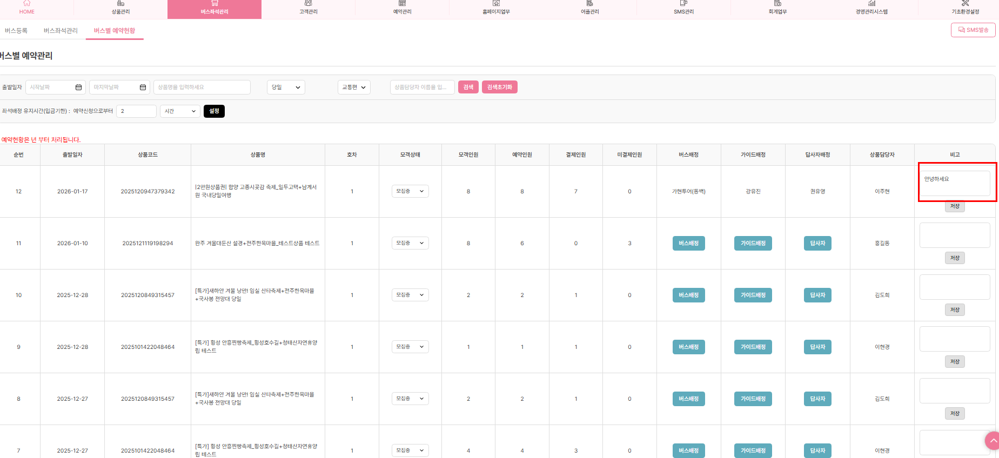 HOME 상품관리 버스좌석관리 고객관리 예약관리 홈페이지업무 어플관리 SMS관리 회계업무 경영관리시스템 기초환경설정
버스등록 버스좌석관리 버스별 예약현황 SMS발송
버스별 예약관리
출발일자 시작날짜 마지막날짜 상품명을 입력하세요 당일 교통편 상품담당자 이름을 입... 검색 검색초기화
좌석배정 유지시간(입금기한) : 예약신청으로부터 2 시간 설정
예약현황은 년 부터 처리됩니다.
순번 출발일자 상품코드 상품명 호차 모객상태 모객인원 예약인원 결제인원 미결제인원 버스배정 가이드배정 답사자배정 상품담당자 비고
12 2026-01-17 2025120947379342 |2만원상품권| 함양 고종시곶감 축제_일두고택+남계서 1 모집중 8 8 7 0 가현투어(동백) 강유진 권유영 이주현 안녕하세요
원 국내당일여행
저장
11 2026-01-10 2025121119198294 완주 겨울대둔산 설경+전주한옥마을_테스트상품 테스트 1 모집중 8 6 0 3 버스배정 가이드배정 답사자 홍길동
저장
10 2025-12-28 2025120849315457 [특가]새하얀 겨울 낭만! 임실 산타축제+전주한옥마을 1 모집중 2 2 1 0 버스배정 가이드배정 답사자 김도희
+국사봉 전망대 당일
저장
9 2025-12-28 2025101422048464 [특가] 횡성 안흥찐빵축제_횡성호수길+청태산자연휴양 1 모집중 1 1 1 0 버스배정 가이드배정 답사자 이현경
림 테스트
저장
8 2025-12-27 2025120849315457 [특가]새하얀 겨울 낭만! 임실 산타축제+전주한옥마을 1 모집중 2 2 1 0 버스배정 가이드배정 답사자 김도희
+국사봉 전망대 당일
저장
7 2025-12-27 2025101422048464 [특가] 횡성 안흥찐빵축제_횡성호수길+청태산자연휴양 1 모집중 4 4 3 0 버스배정 가이드배정 답사자 이현경
림 테스트